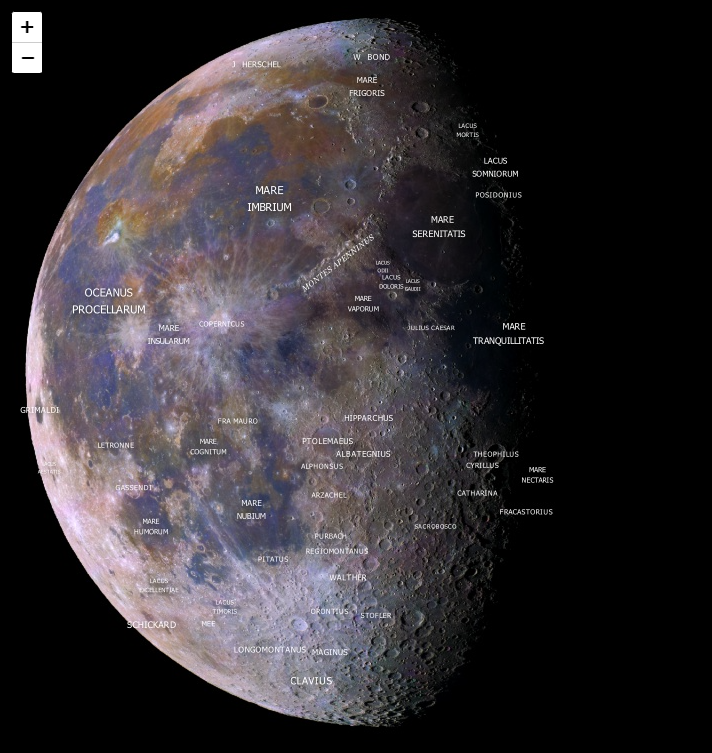 +
−
W. BOND
J. HERSCHEL
MARE
FRIGORIS
LACUS
MORTIS
LACUS
SOMNIORUM
MARE
IMBRIUM
POSIDONIUS
MARE
SERENITATIS
MONTES APENNINUS
LACUS
ODII
LACUS
DOLORIS
LACUS
GAUDII
OCEANUS
PROCELLARUM
MARE
VAPORUM
COPERNICUS
MARE
INSULARUM
JULIUS CAESAR
MARE
TRANQUILLITATIS
GRIMALDI
FRA MAURO
HIPPARCHUS
LETRONNE
MARE
COGNITUM
PTOLEMAEUS
ALBATEGNIUS
ALPHONSUS
THEOPHILUS
CYRILLUS
MARE
NECTARIS
LACUS
AESTATIS
GASSENDI
ARZACHEL
CATHARINA
MARE
NUBIUM
FRACASTORIUS
MARE
HUMORUM
SACROBOSCO
PURBACH
REGIOMONTANUS
PITATUS
WALTHER
LACUS
EXCELLENTIAE
LACUS
TIMORIS
ORONTIUS
STOFLER
SCHICKARD
MEE
LONGOMONTANUS
MAGINUS
CLAVIUS